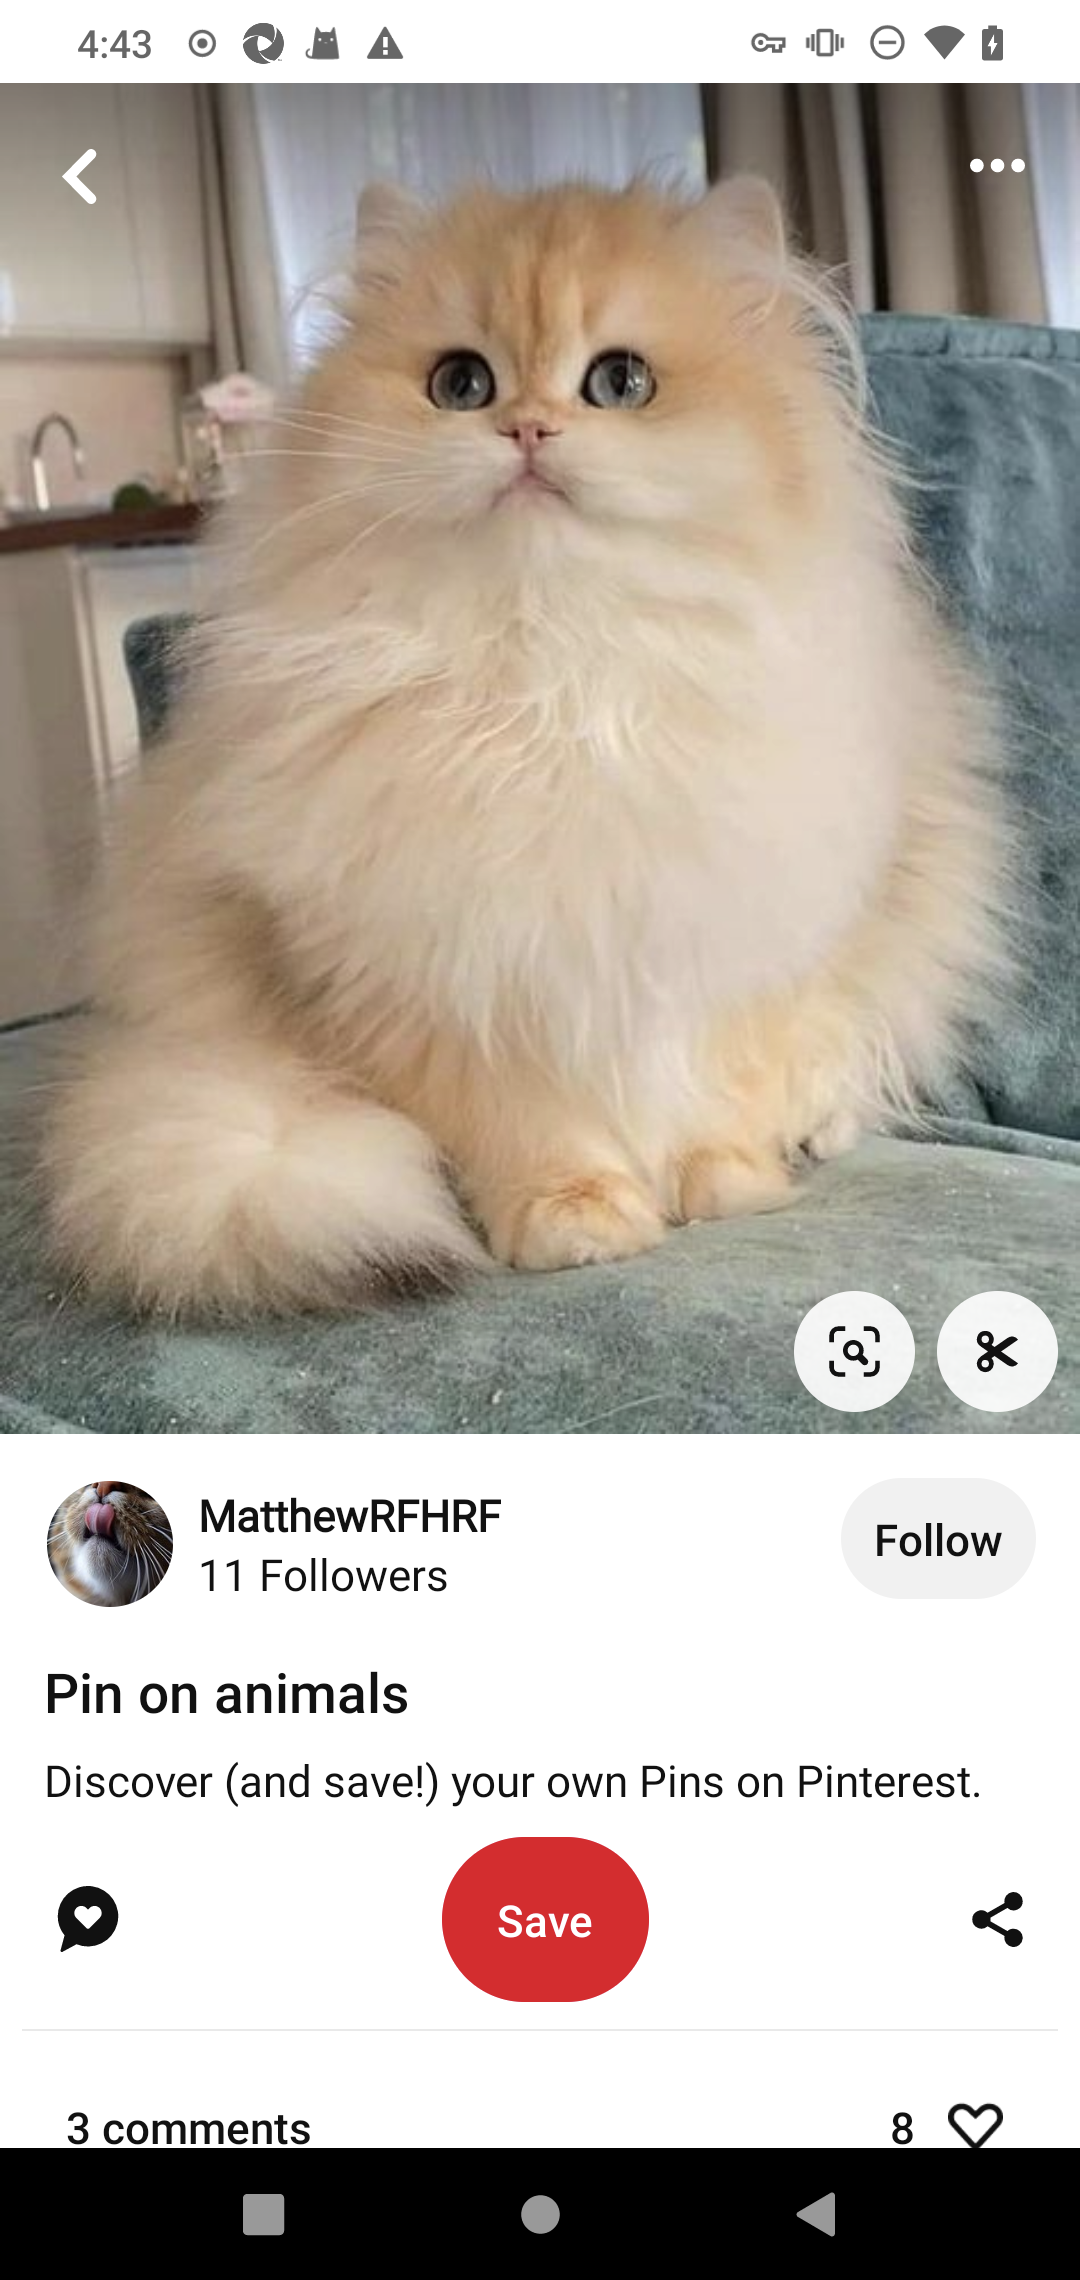 4:43
MatthewRFHRF
11 Followers
Follow
Pin on animals
Discover (and save!) your own Pins on Pinterest.
Save
3 comments
8